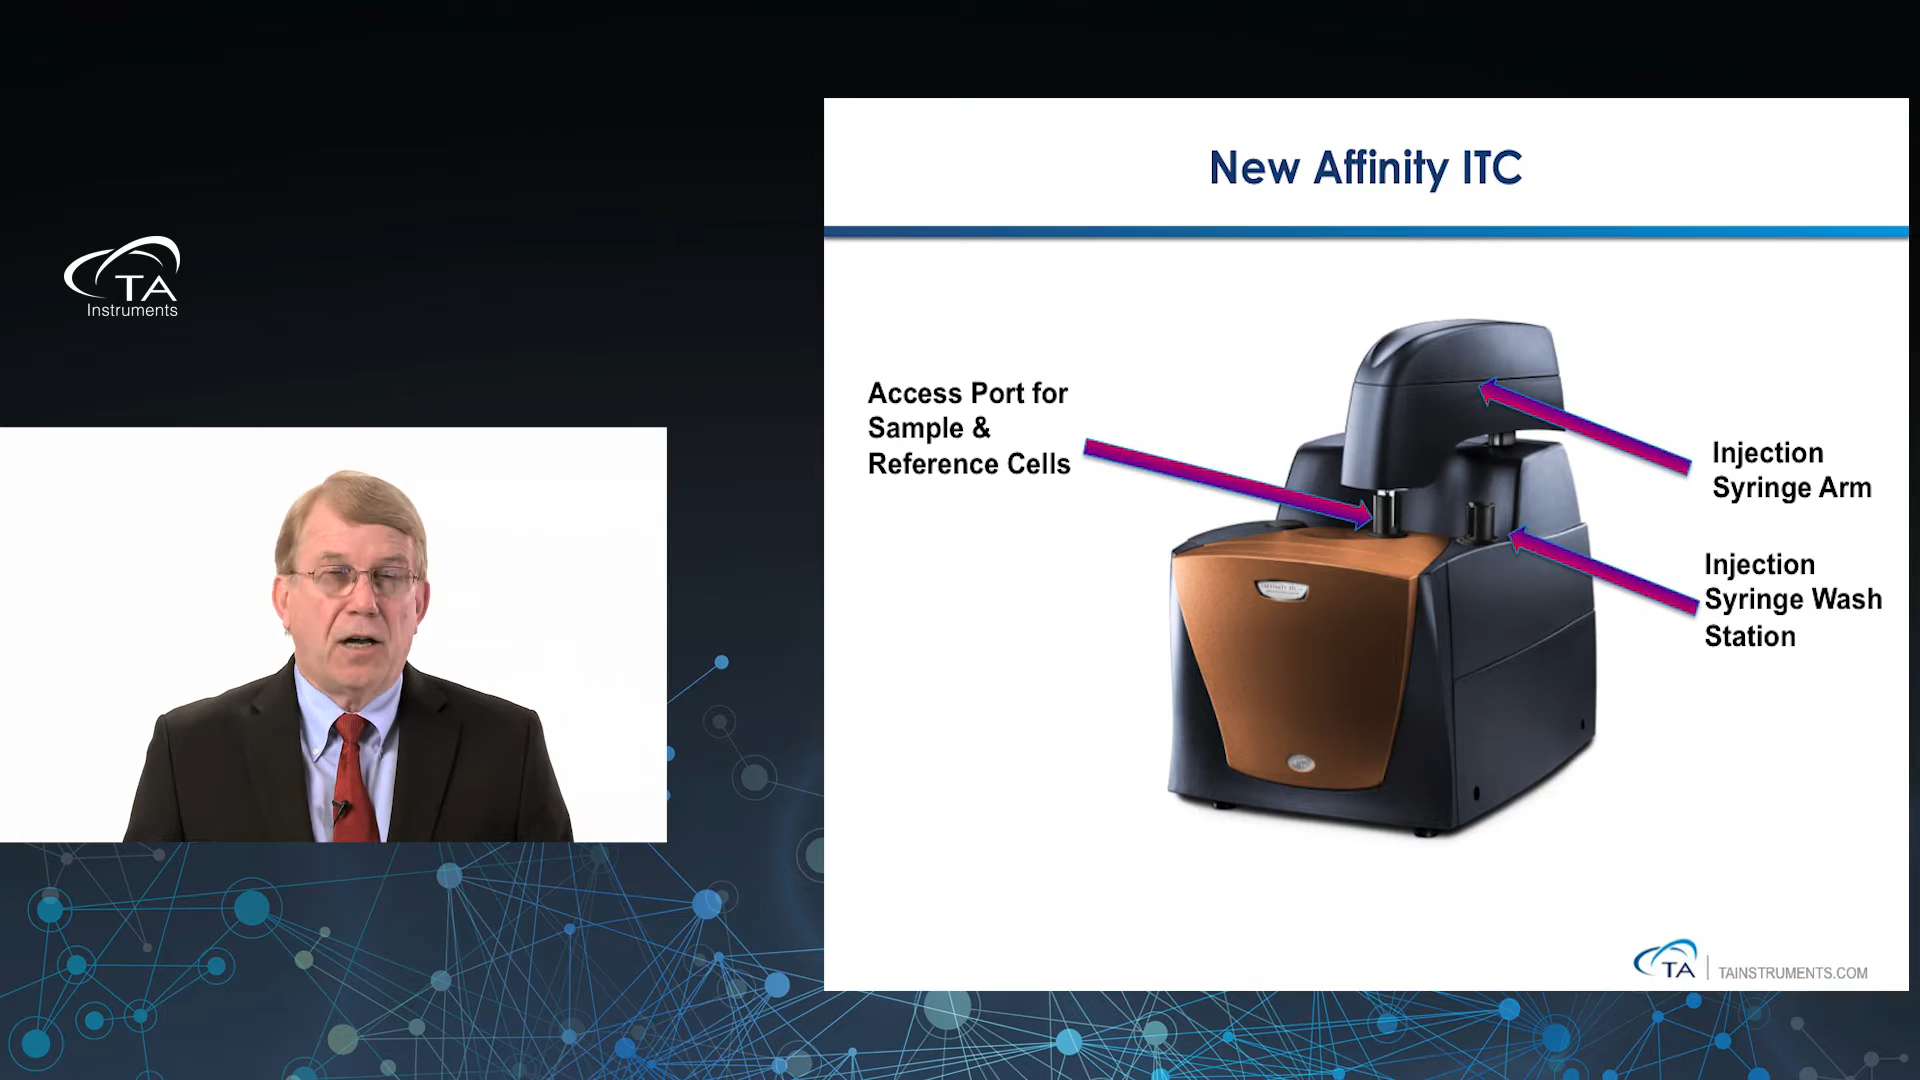 TA
Instruments
New Affinity ITC
Access Port for
Sample &
Reference Cells
Injection
Syringe Arm
Injection
Syringe Wash
Station
TA
TAINSTRUMENTS.COM